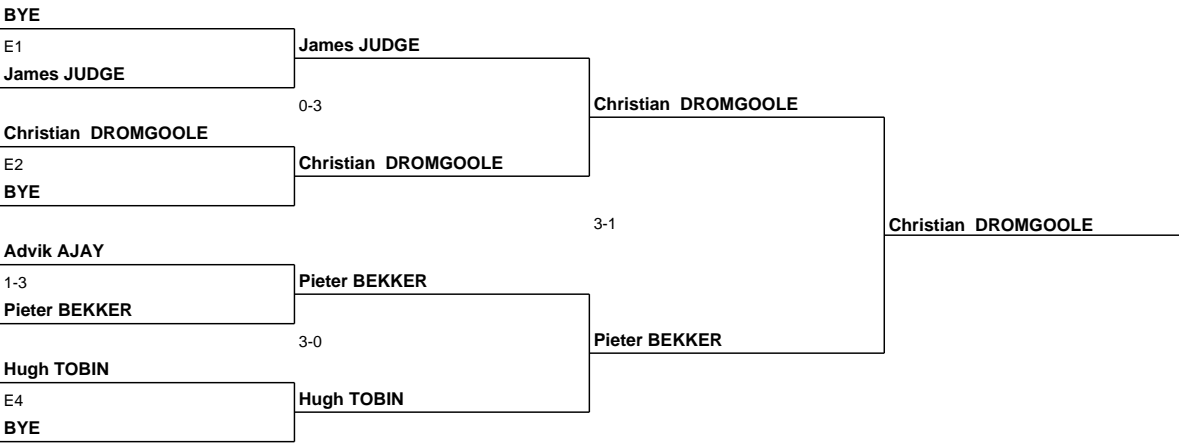 BYE
E1
James JUDGE
James JUDGE
0-3
Christian DROMGOOLE
Christian DROMGOOLE
E2
Christian DROMGOOLE
BYE
3-1
Christian DROMGOOLE
Advik AJAY
1-3
Pieter BEKKER
Pieter BEKKER
3-0
Pieter BEKKER
Hugh TOBIN
E4
Hugh TOBIN
BYE